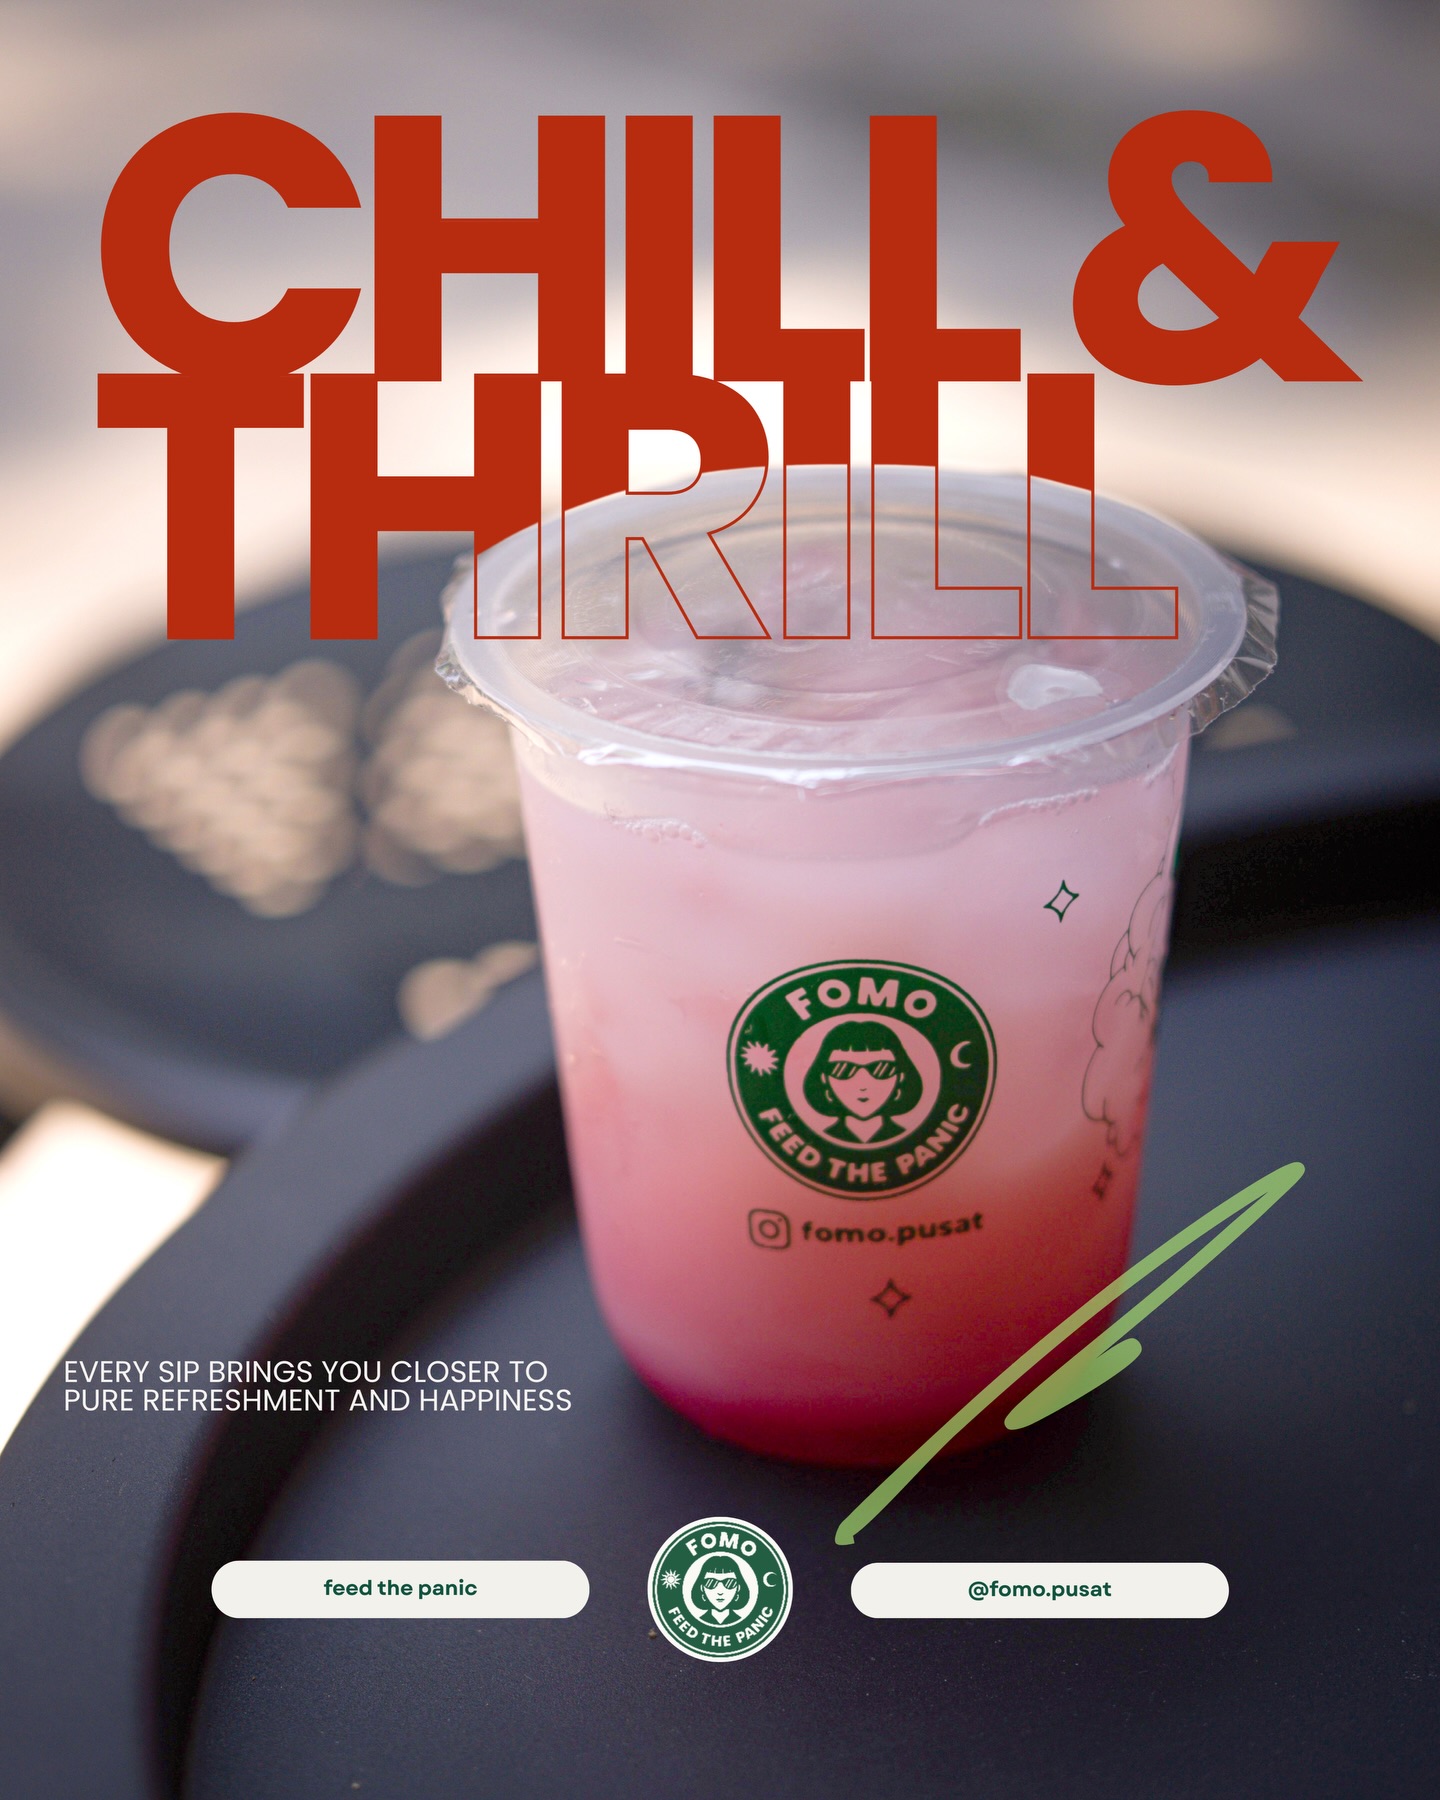 CHILL &
THRILL
FOMO
FEED THE PANIC
fomo.pusat
EVERY SIP BRINGS YOU CLOSER TO
PURE REFRESHMENT AND HAPPINESS
feed the panic
FOMO
FEED THE PANIC
@fomo.pusat